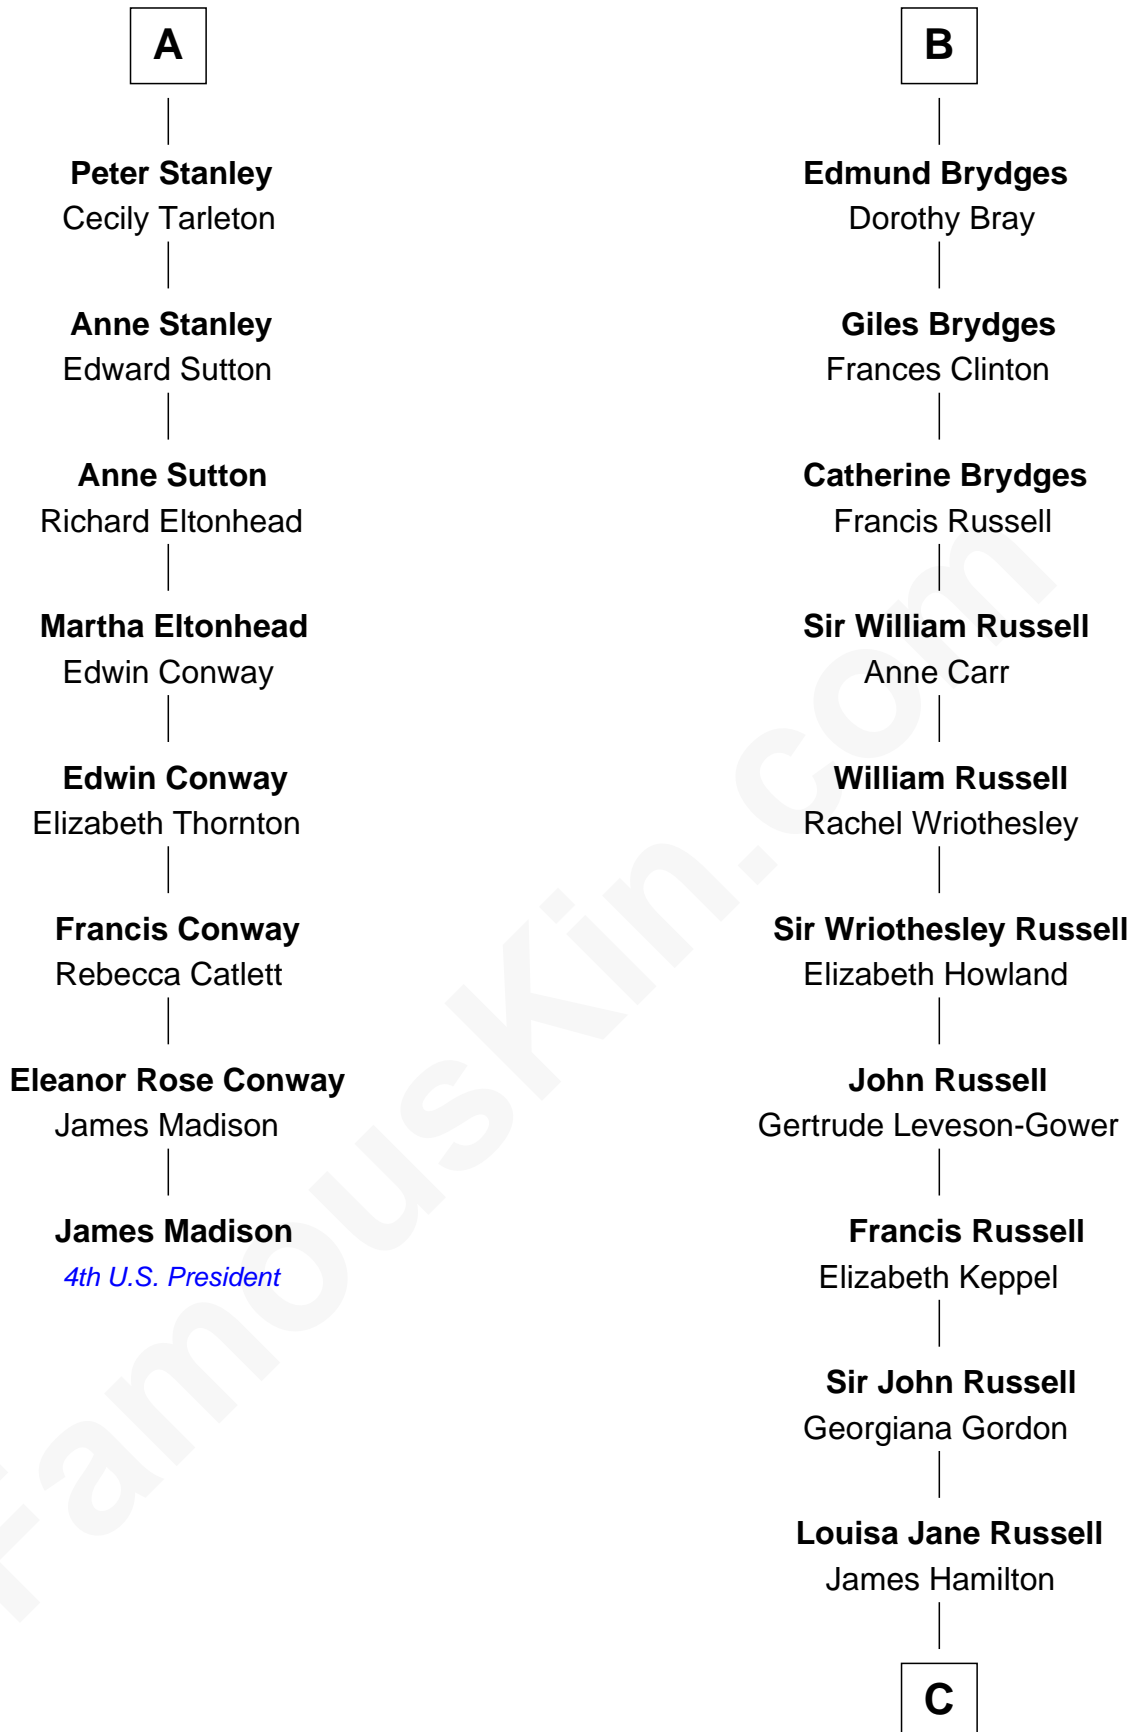 A
Peter Stanley
Cecily Tarleton
Anne Stanley
Edward Sutton
Anne Sutton
Richard Eltonhead
Martha Eltonhead
Edwin Conway
Edwin Conway
Elizabeth Thornton
Francis Conway
Rebecca Catlett
Eleanor Rose Conway
James Madison
James Madison
4th U.S. President
B
Edmund Brydges
Dorothy Bray
Giles Brydges
Frances Clinton
Catherine Brydges
Francis Russell
Sir William Russell
Anne Carr
William Russell
Rachel Wriothesley
Sir Wriothesley Russell
Elizabeth Howland
John Russell
Gertrude Leveson-Gower
Francis Russell
Elizabeth Keppel
Sir John Russell
Georgiana Gordon
Louisa Jane Russell
James Hamilton
C
FamousKin.com